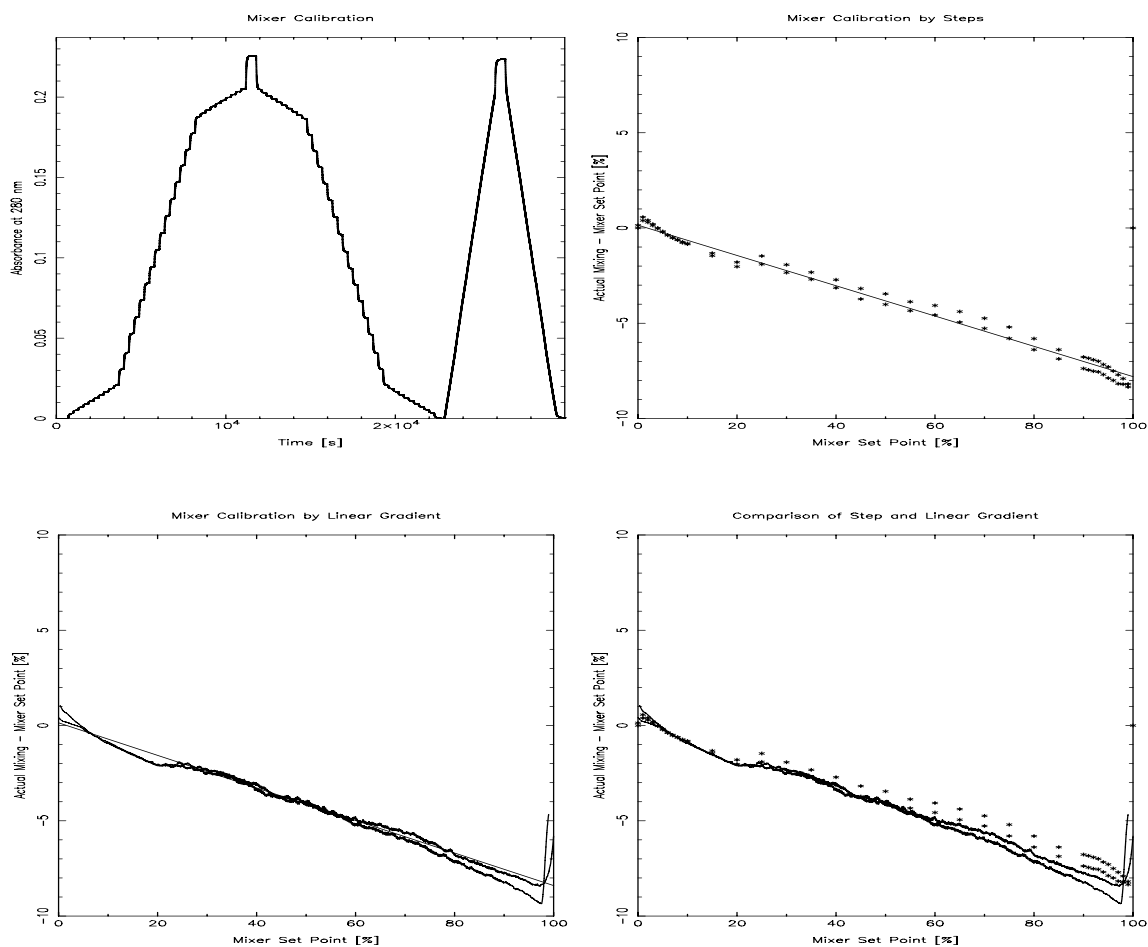 Mixer Calibration
Absorbance at 280 nm
0 0.05 0.1 0.15 0.2
0 10⁴ 2×10⁴
Time [s]
Mixer Calibration by Steps
Actual Mixing − Mixer Set Point [%]
−10 −5 0 5 10
0 20 40 60 80 100
Mixer Set Point [%]
Mixer Calibration by Linear Gradient
Actual Mixing − Mixer Set Point [%]
−10 −5 0 5 10
0 20 40 60 80 100
Mixer Set Point [%]
Comparison of Step and Linear Gradient
Actual Mixing − Mixer Set Point [%]
−10 −5 0 5 10
0 20 40 60 80 100
Mixer Set Point [%]